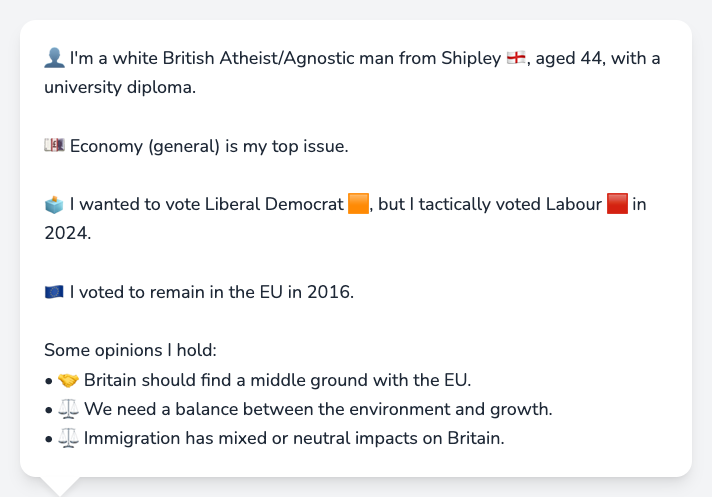 👤 I'm a white British Atheist/Agnostic man from Shipley 🏴󠁧󠁢󠁥󠁮󠁧󠁿, aged 44, with a
university diploma.
💷 Economy (general) is my top issue.
🗳️ I wanted to vote Liberal Democrat 🟧, but I tactically voted Labour 🟥 in
2024.
🇪🇺 I voted to remain in the EU in 2016.
Some opinions I hold:
• 🤝 Britain should find a middle ground with the EU.
• ⚖️ We need a balance between the environment and growth.
• ⚖️ Immigration has mixed or neutral impacts on Britain.